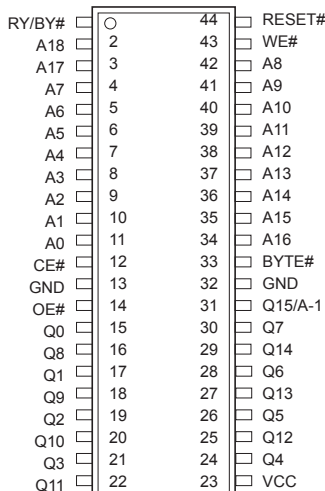 RY/BY# 44 RESET#
A18 2 43 WE#
A17 3 42 A8
A7 4 41 A9
A6 5 40 A10
A5 6 39 A11
A4 7 38 A12
A3 8 37 A13
A2 9 36 A14
A1 10 35 A15
A0 11 34 A16
CE# 12 33 BYTE#
GND 13 32 GND
OE# 14 31 Q15/A-1
Q0 15 30 Q7
Q8 16 29 Q14
Q1 17 28 Q6
Q9 18 27 Q13
Q2 19 26 Q5
Q10 20 25 Q12
Q3 21 24 Q4
Q11 22 23 VCC